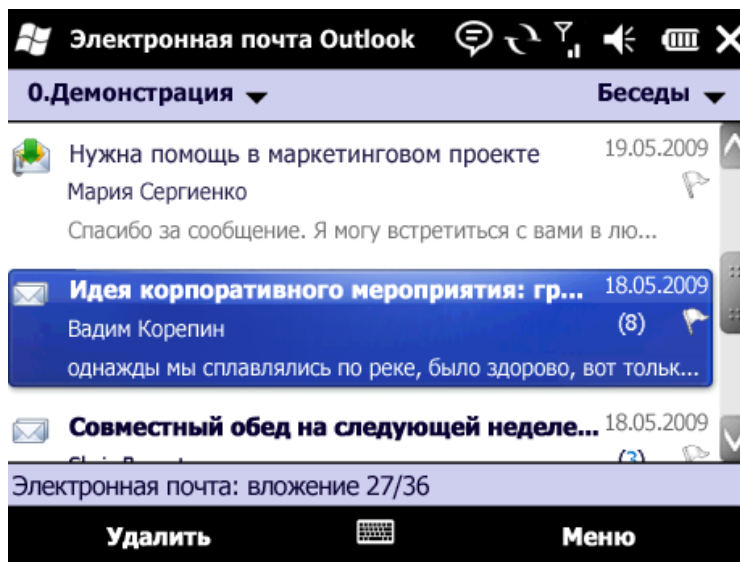 Электронная почта Outlook
0.Демонстрация Беседы
Нужна помощь в маркетинговом проекте 19.05.2009
Мария Сергиенко
Спасибо за сообщение. Я могу встретиться с вами в лю...
Идея корпоративного мероприятия: гр... 18.05.2009
Вадим Корепин (8)
однажды мы сплавлялись по реке, было здорово, вот тольк...
Совместный обед на следующей неделе... 18.05.2009
(3)
Электронная почта: вложение 27/36
Удалить Меню